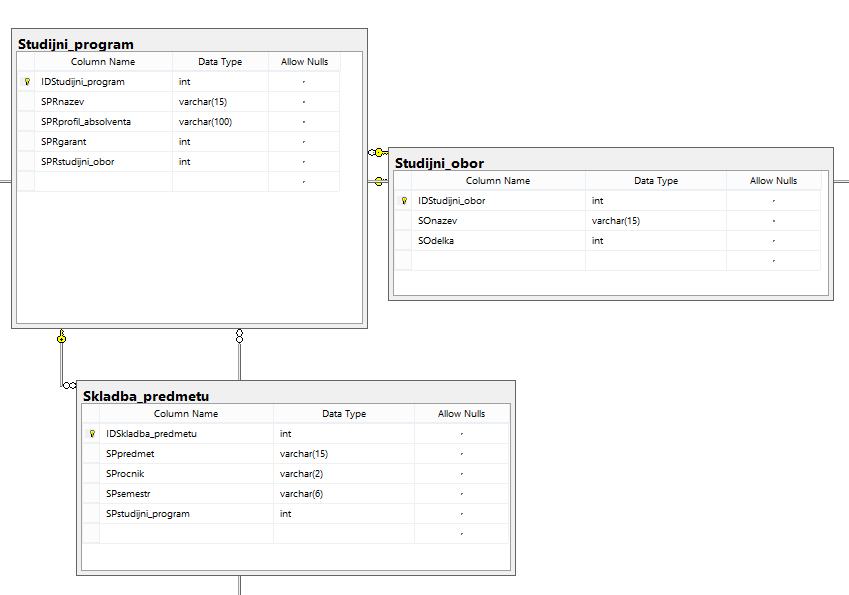 Studijni_program
Column Name Data Type Allow Nulls
IDStudijni_program int
SPRnazev varchar(15)
SPRprofil_absolventa varchar(100)
SPRgarant int
SPRstudijni_obor int
Studijni_obor
Column Name Data Type Allow Nulls
IDStudijni_obor int
SOnazev varchar(15)
SOdelka int
Skladba_predmetu
Column Name Data Type Allow Nulls
IDSkladba_predmetu int
SPpredmet varchar(15)
SProcnik varchar(2)
SPsemestr varchar(6)
SPstudijni_program int